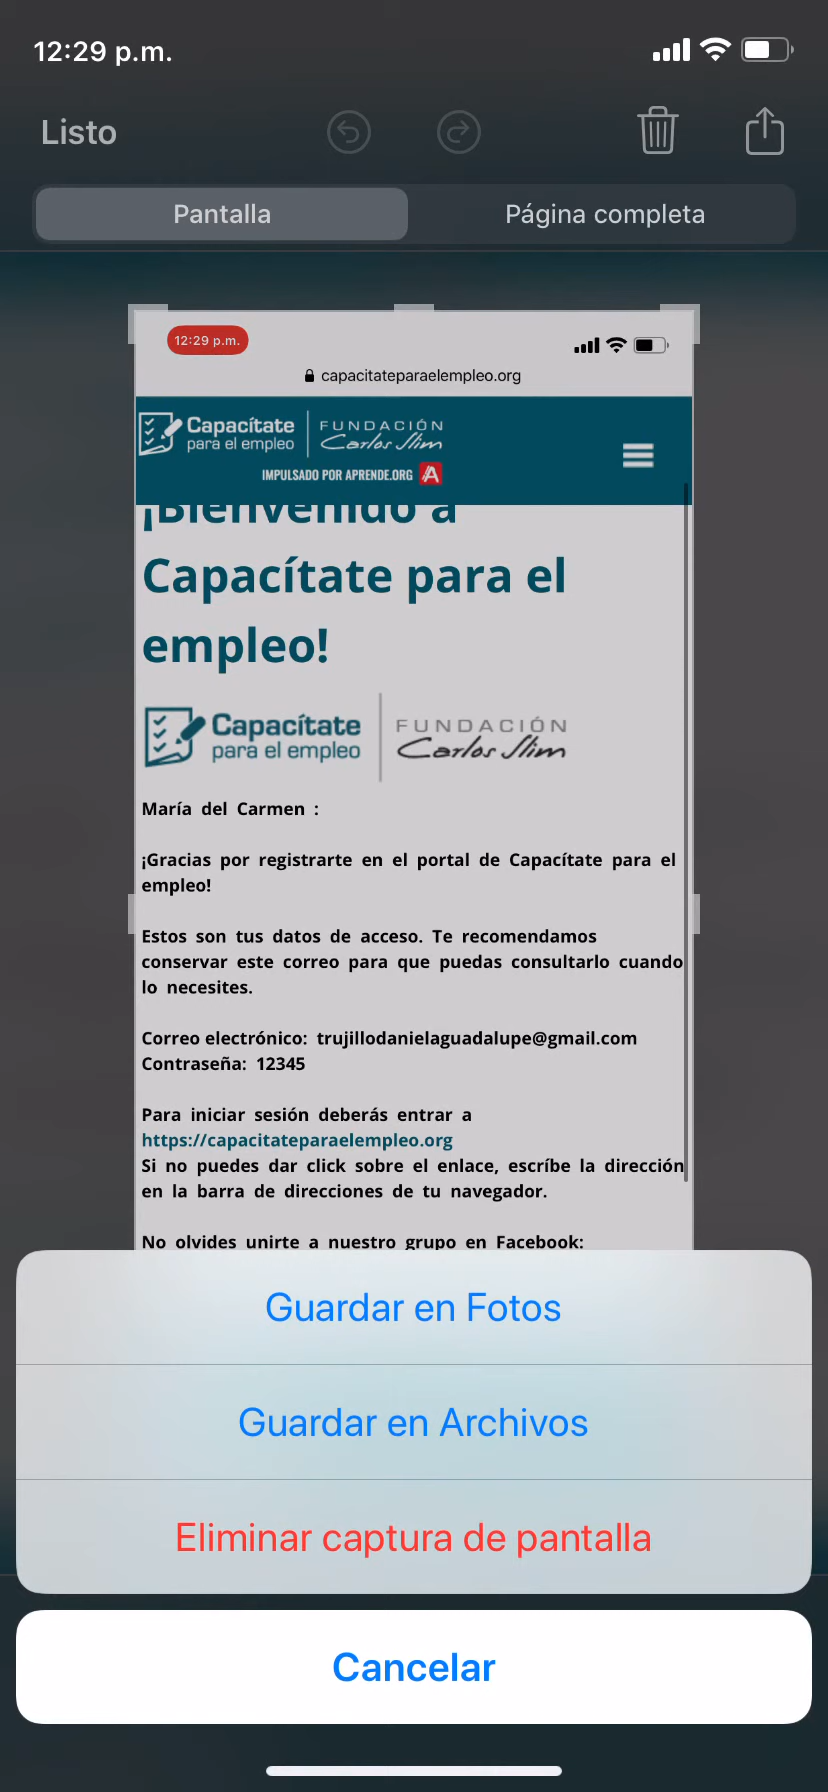 12:29 p.m.
Listo
Pantalla
Página completa
12:29 p.m.
capacitateparaelempleo.org
Capacítate
para el empleo
FUNDACIÓN
Carlos Slim
IMPULSADO POR APRENDE.ORG A
¡Bienvenido a
Capacítate para el
empleo!
Capacítate
para el empleo
FUNDACIÓN
Carlos Slim
María del Carmen :
¡Gracias por registrarte en el portal de Capacítate para el
empleo!
Estos son tus datos de acceso. Te recomendamos
conservar este correo para que puedas consultarlo cuando
lo necesites.
Correo electrónico: trujillodanielaguadalupe@gmail.com
Contraseña: 12345
Para iniciar sesión deberás entrar a
https://capacitateparaelempleo.org
Si no puedes dar click sobre el enlace, escríbe la dirección
en la barra de direcciones de tu navegador.
No olvides unirte a nuestro grupo en Facebook:
Guardar en Fotos
Guardar en Archivos
Eliminar captura de pantalla
Cancelar